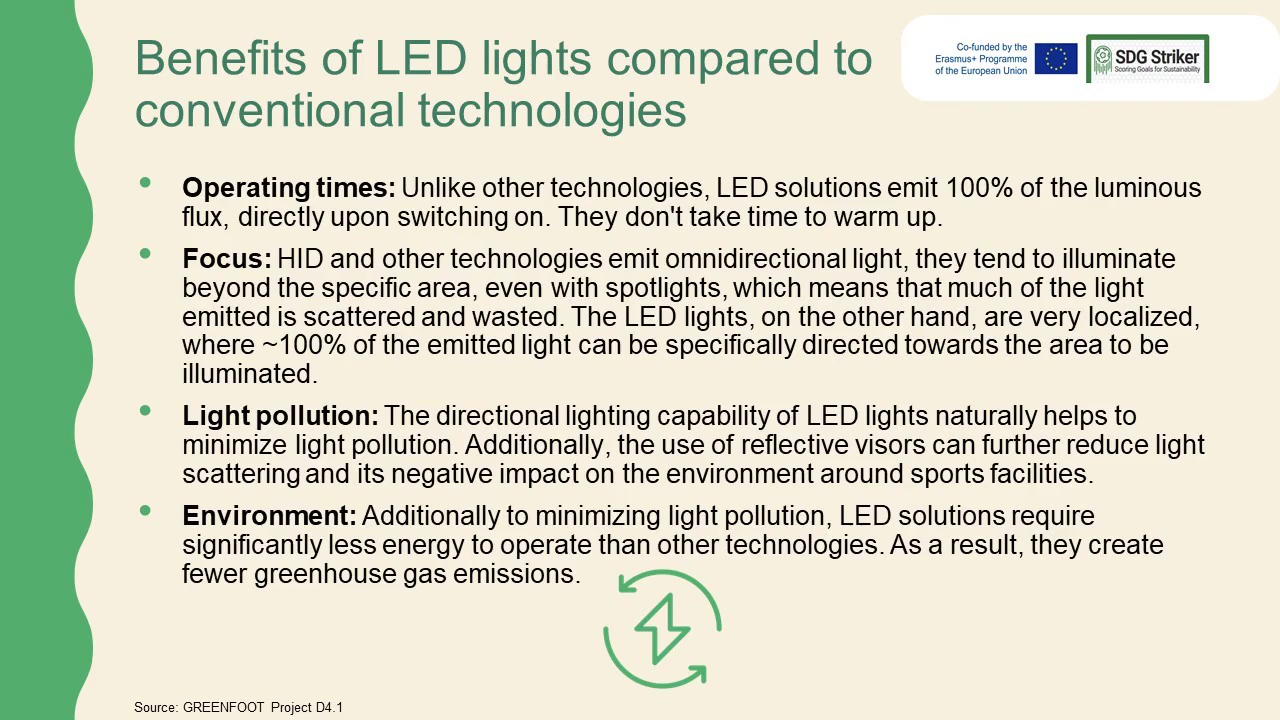 Benefits of LED lights compared to
conventional technologies
Co-funded by the
Erasmus+ Programme
of the European Union
SDG Striker
Scoring Goals for Sustainability
• Operating times: Unlike other technologies, LED solutions emit 100% of the luminous
flux, directly upon switching on. They don't take time to warm up.
• Focus: HID and other technologies emit omnidirectional light, they tend to illuminate
beyond the specific area, even with spotlights, which means that much of the light
emitted is scattered and wasted. The LED lights, on the other hand, are very localized,
where ~100% of the emitted light can be specifically directed towards the area to be
illuminated.
• Light pollution: The directional lighting capability of LED lights naturally helps to
minimize light pollution. Additionally, the use of reflective visors can further reduce light
scattering and its negative impact on the environment around sports facilities.
• Environment: Additionally to minimizing light pollution, LED solutions require
significantly less energy to operate than other technologies. As a result, they create
fewer greenhouse gas emissions.
Source: GREENFOOT Project D4.1